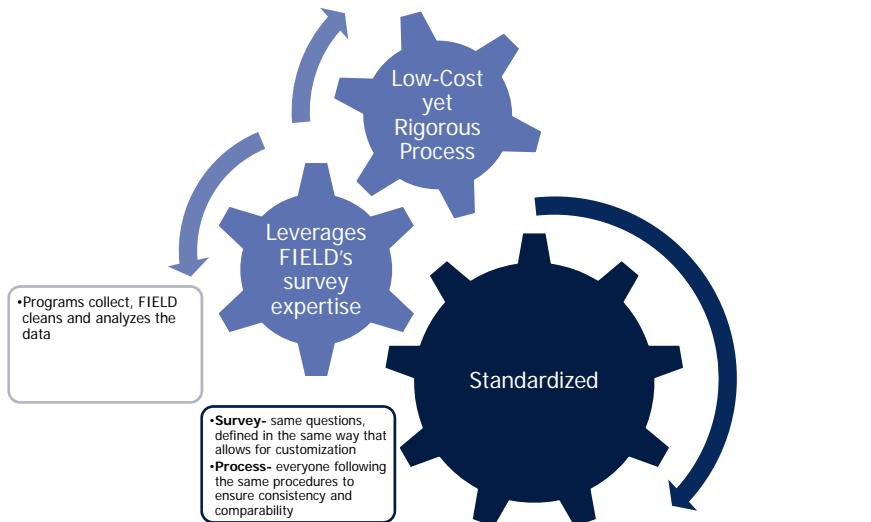 Low-Cost
yet
Rigorous
Process
Leverages
FIELD's
survey
expertise
•Programs collect, FIELD
cleans and analyzes the
data
Standardized
•Survey- same questions,
defined in the same way that
allows for customization
•Process- everyone following
the same procedures to
ensure consistency and
comparability